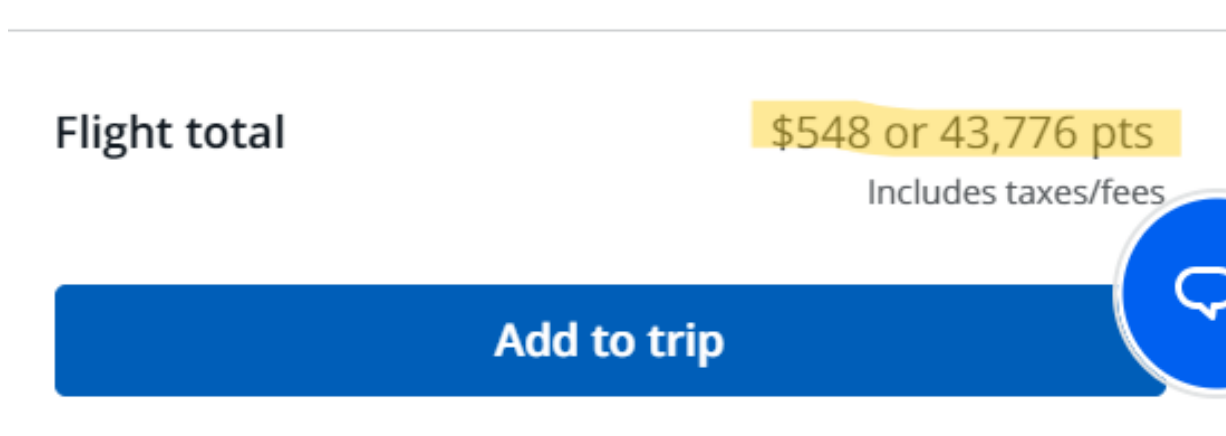 Flight total
$548 or 43,776 pts
Includes taxes/fees
Add to trip